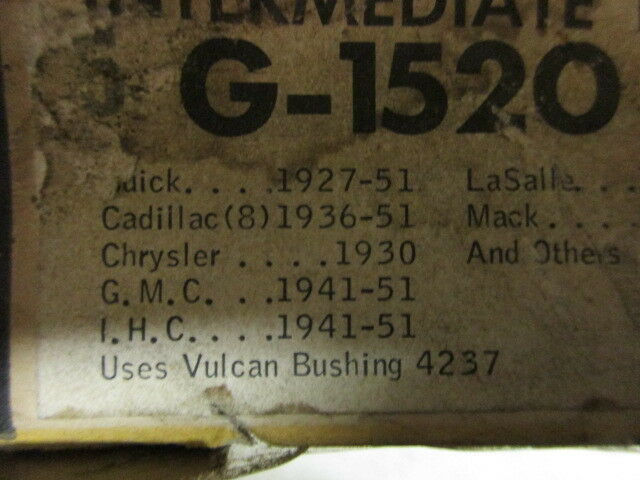 INTERMEDIATE
G-1520
uick. . . .1927-51 LaSalle. . .
Cadillac(8)1936-51 Mack. . . .
Chrysler . . . .1930 And Others
G.M.C. . .1941-51
I.H.C. . . .1941-51
Uses Vulcan Bushing 4237